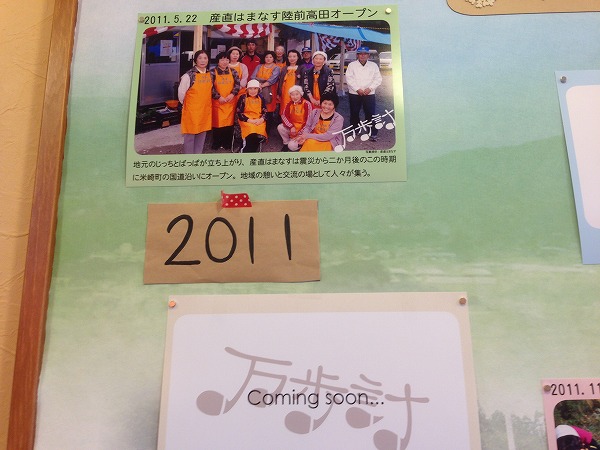 2011.5.22 産直はまなす陸前高田オープン
万歩計
地元のじっちとばっぱが立ち上がり、産直はまなすは震災から二か月後のこの時期
に米崎町の国道沿いにオープン。地域の憩いと交流の場として人々が集う。
2011
万歩計
Coming soon...
2011.11